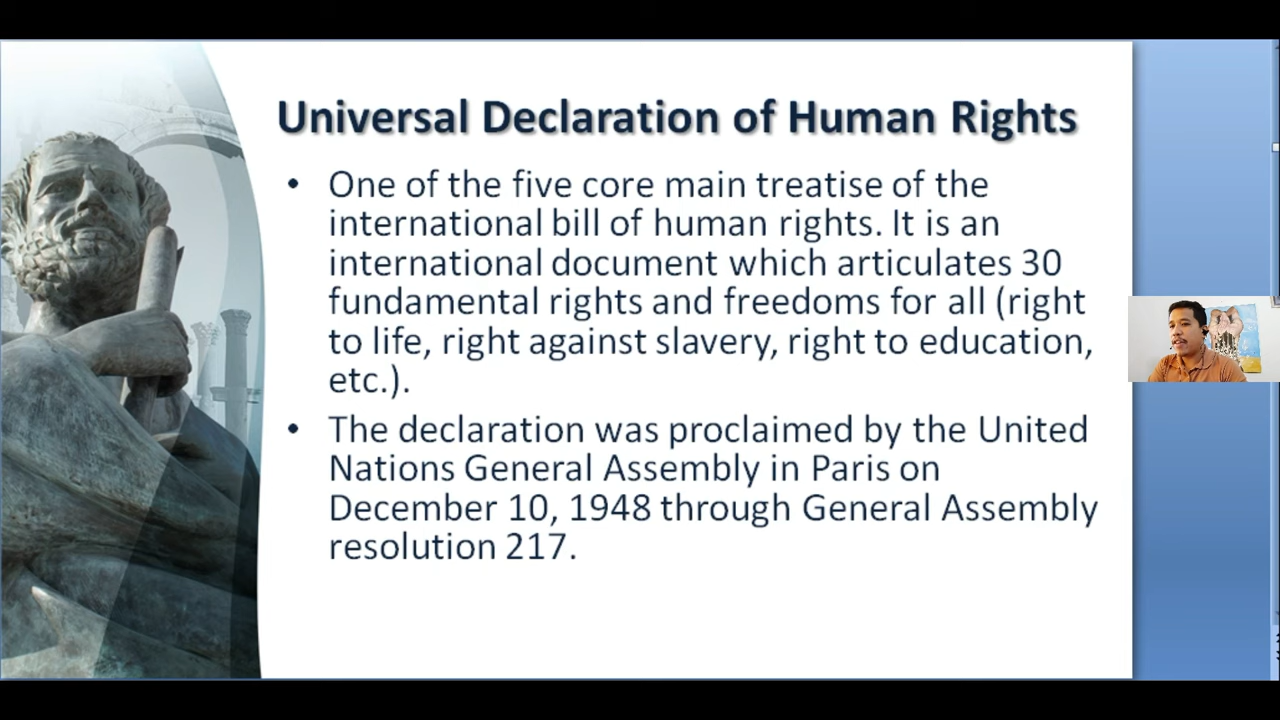 Universal Declaration of Human Rights
• One of the five core main treatise of the
international bill of human rights. It is an
international document which articulates 30
fundamental rights and freedoms for all (right
to life, right against slavery, right to education,
etc.).
• The declaration was proclaimed by the United
Nations General Assembly in Paris on
December 10, 1948 through General Assembly
resolution 217.